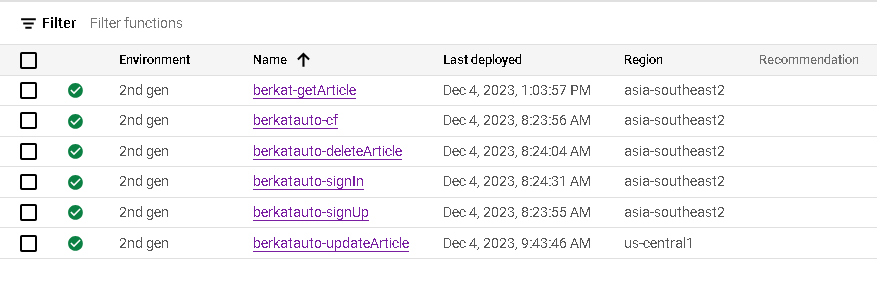 Filter Filter functions
Environment Name Last deployed Region Recommendation
2nd gen berkat-getArticle Dec 4, 2023, 1:03:57 PM asia-southeast2
2nd gen berkatauto-cf Dec 4, 2023, 8:23:56 AM asia-southeast2
2nd gen berkatauto-deleteArticle Dec 4, 2023, 8:24:04 AM asia-southeast2
2nd gen berkatauto-signIn Dec 4, 2023, 8:24:31 AM asia-southeast2
2nd gen berkatauto-signUp Dec 4, 2023, 8:23:55 AM asia-southeast2
2nd gen berkatauto-updateArticle Dec 4, 2023, 9:43:46 AM us-central1